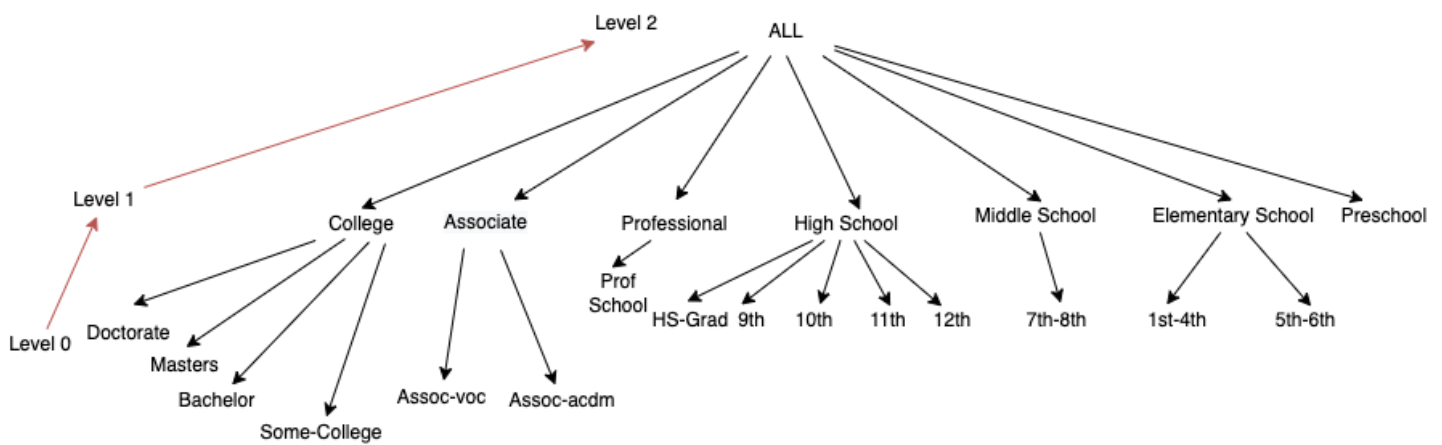 Level 2
ALL
Level 1
College
Associate
Professional
High School
Middle School
Elementary School
Preschool
Level 0
Doctorate
Masters
Bachelor
Some-College
Assoc-voc
Assoc-acdm
Prof
School
HS-Grad
9th
10th
11th
12th
7th-8th
1st-4th
5th-6th